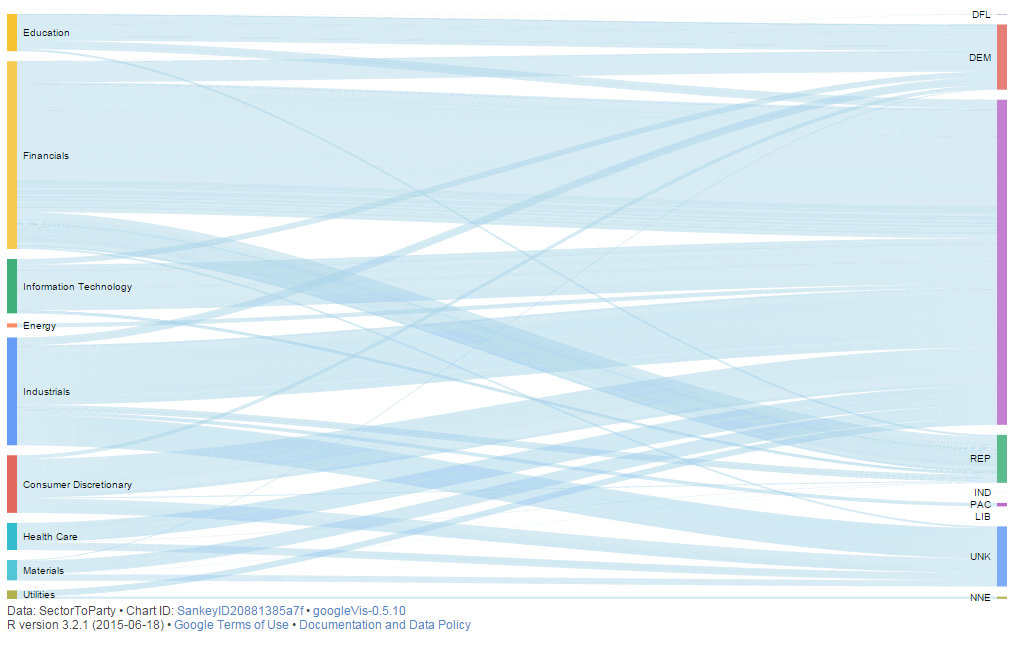 Education
Financials
Information Technology
Energy
Industrials
Consumer Discretionary
Health Care
Materials
Utilities
DFL
DEM
REP
IND
PAC
LIB
UNK
NNE
Data: SectorToParty • Chart ID: SankeyID20881385a7f • googleVis-0.5.10
R version 3.2.1 (2015-06-18) • Google Terms of Use • Documentation and Data Policy